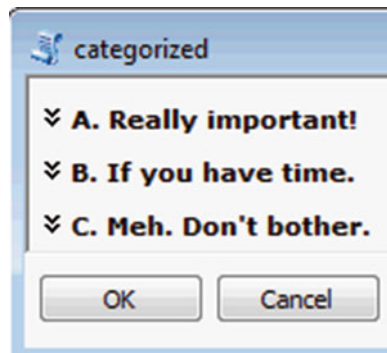 categorized
A. Really important!
B. If you have time.
C. Meh. Don't bother.
OK Cancel